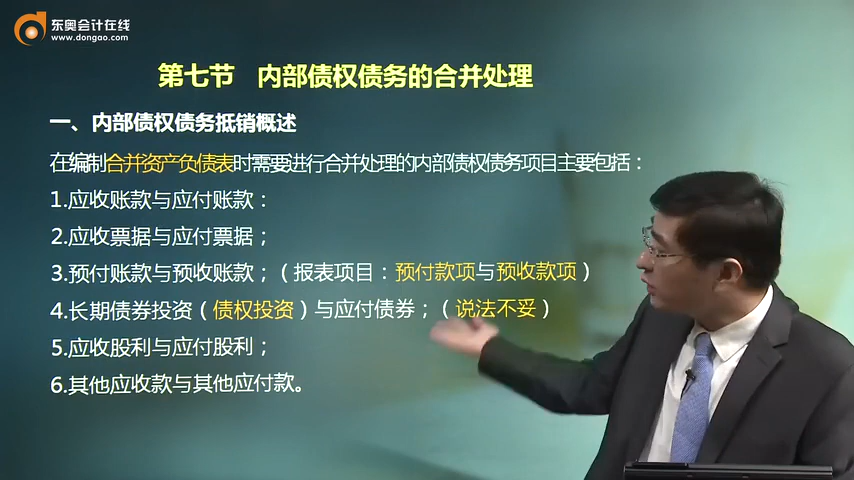 东奥会计在线
www.dongao.com
第七节 内部债权债务的合并处理
一、内部债权债务抵销概述
在编制合并资产负债表时需要进行合并处理的内部债权债务项目主要包括：
1.应收账款与应付账款：
2.应收票据与应付票据；
3.预付账款与预收账款；（报表项目：预付款项与预收款项）
4.长期债券投资（债权投资）与应付债券；（说法不妥）
5.应收股利与应付股利；
6.其他应收款与其他应付款。